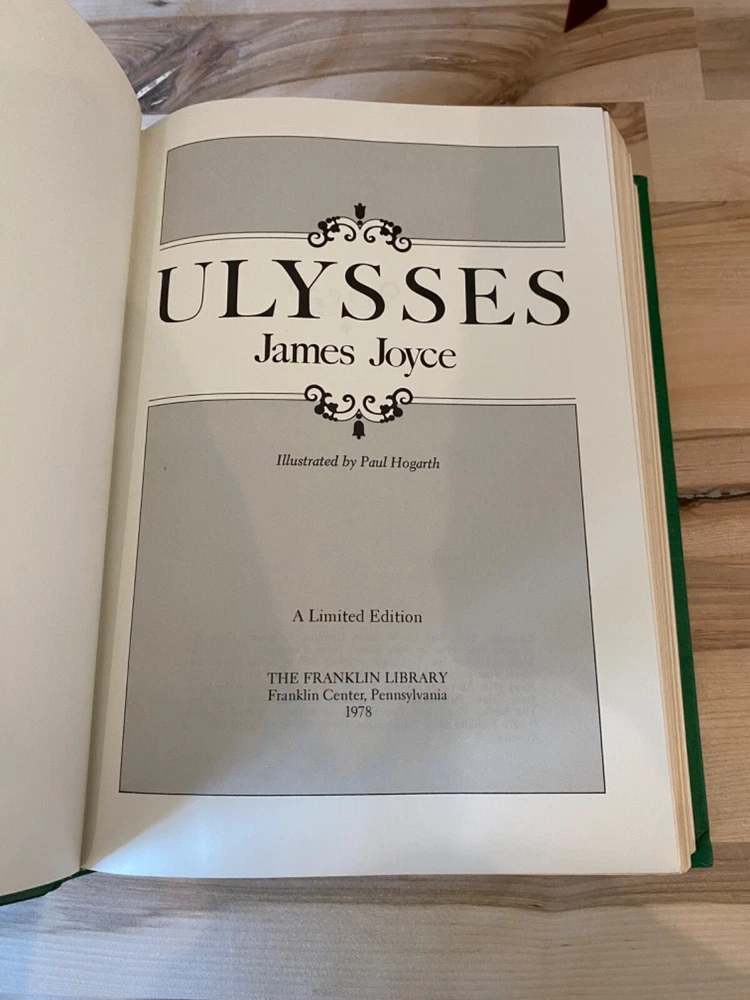 ULYSSES
James Joyce
Illustrated by Paul Hogarth
A Limited Edition
THE FRANKLIN LIBRARY
Franklin Center, Pennsylvania
1978